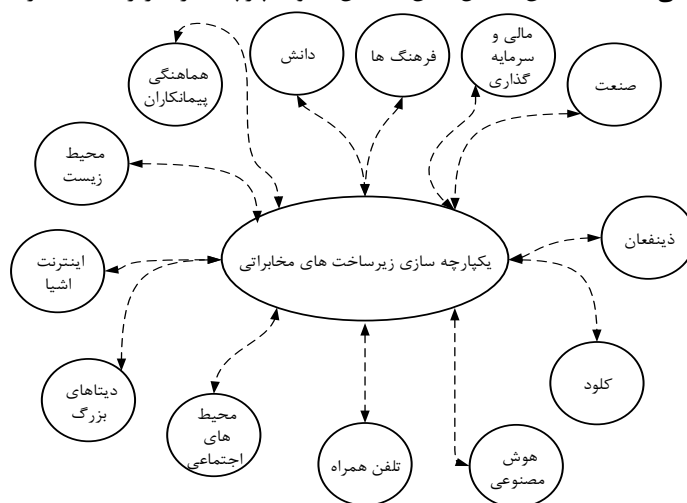 هماهنگی
پیمانکاران
دانش
فرهنگ ها
مالی و
سرمایه
گذاری
صنعت
محیط
زیست
ذینفعان
یکپارچه سازی زیرساخت های مخابراتی
اینترنت
اشیا
کلود
دیتاهای
بزرگ
محیط
های
اجتماعی
تلفن همراه
هوش
مصنوعی